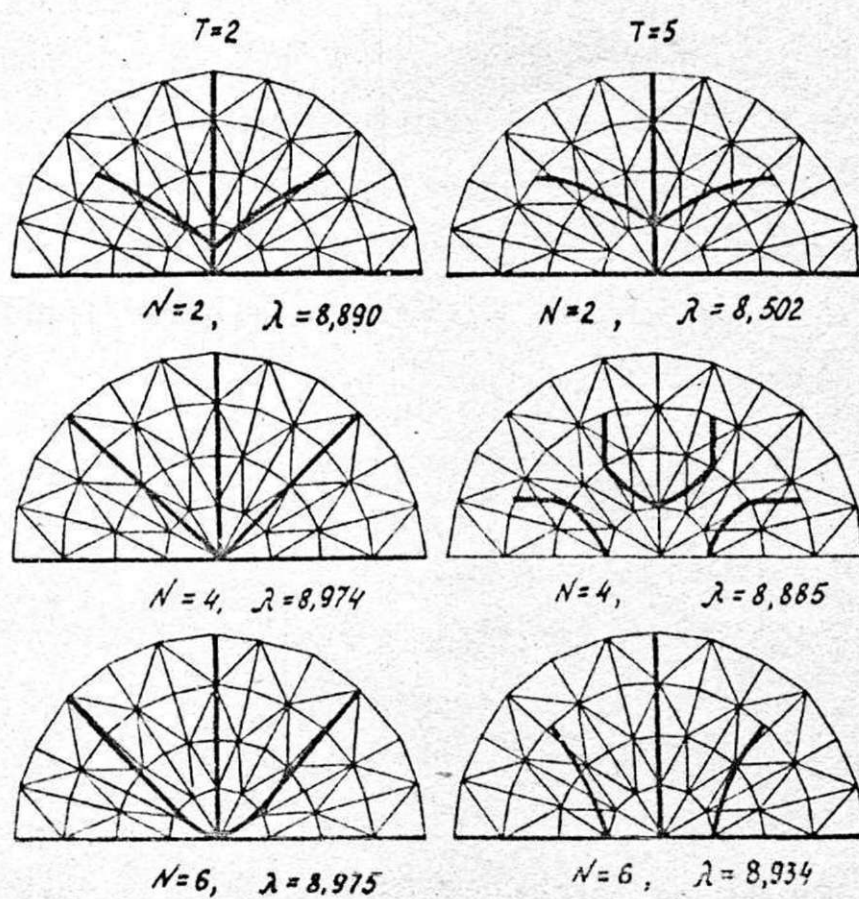 T=2 T=5
N=2, λ=8,890 N=2, λ=8,502
N=4, λ=8,974 N=4, λ=8,885
N=6, λ=8,975 N=6, λ=8,934